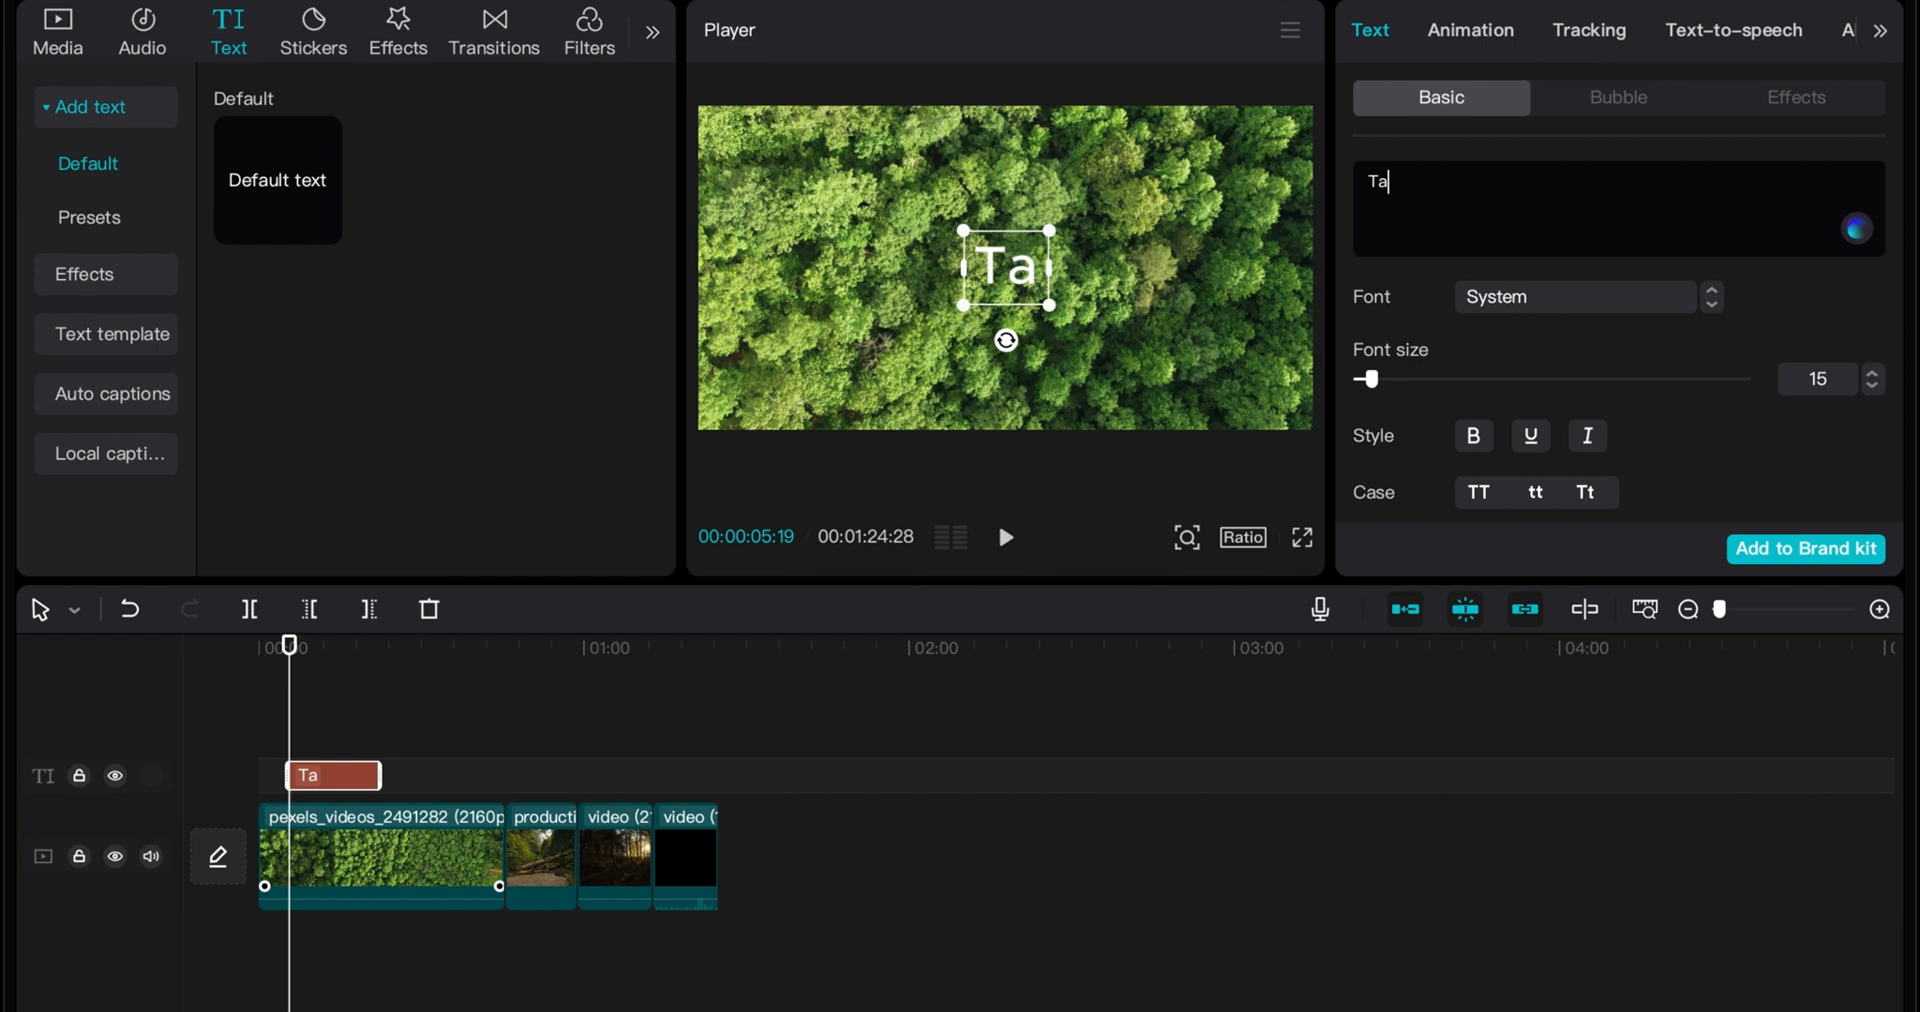 Media
Audio
TI
Text
Stickers
Effects
Transitions
Filters
Add text
Default
Presets
Effects
Text template
Auto captions
Local capti...
Default
Default text
Player
Ta
00:00:05:19 / 00:01:24:28
Ratio
Text
Animation
Tracking
Text-to-speech
A
Basic
Bubble
Effects
Ta
Font
System
Font size
15
Style
B
U
I
Case
TT
tt
Tt
Add to Brand kit
01:00
02:00
03:00
04:00
TI
Ta
pexels_videos_2491282 (2160p
producti
video (2
video (